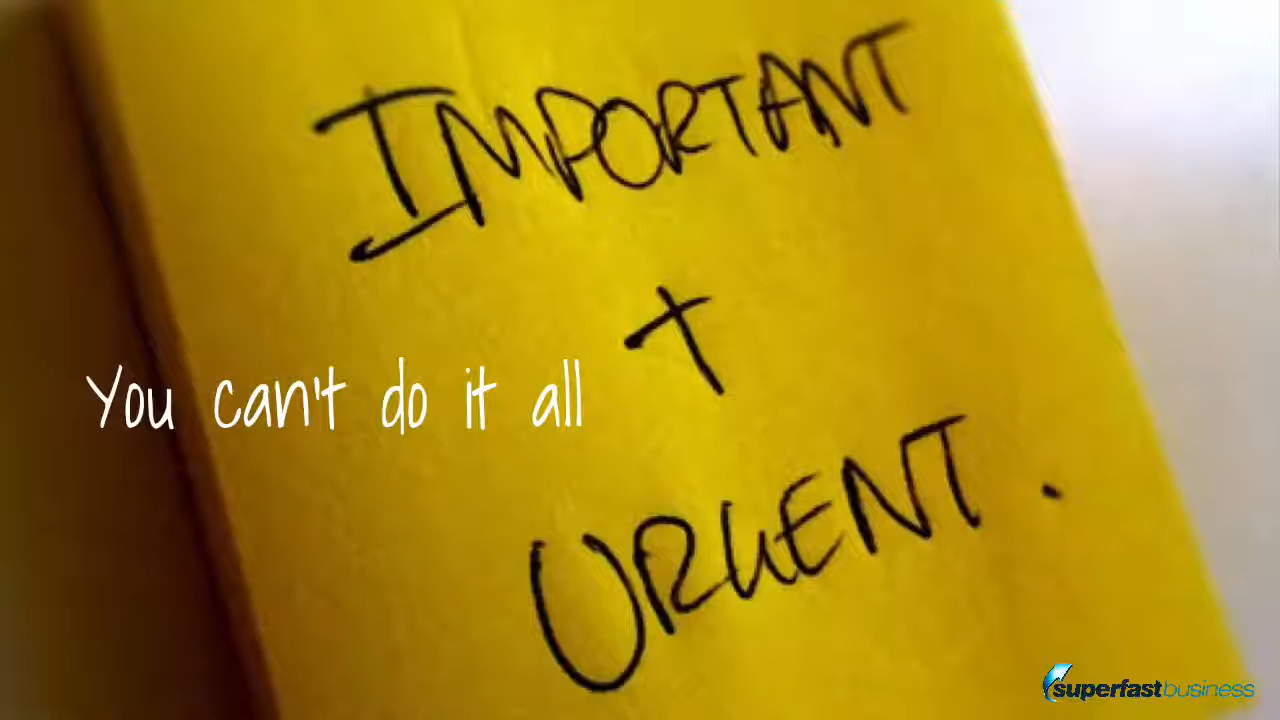 IMPORTANT
+
You can't do it all
URGENT.
superfastbusiness